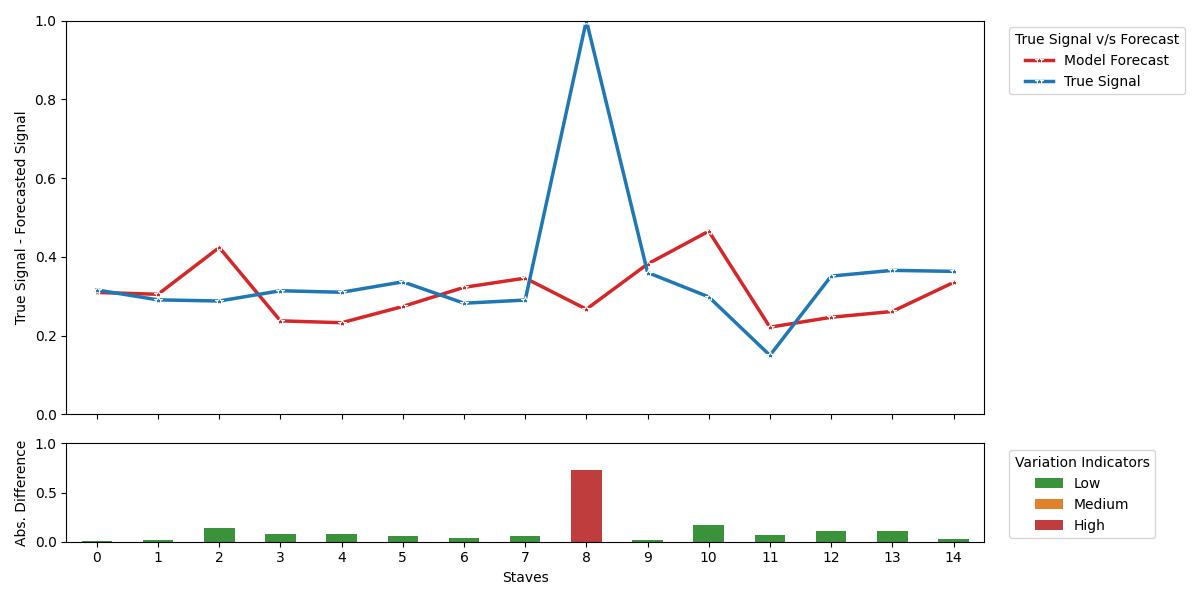 1.0
0.8
0.6
0.4
0.2
0.0
True Signal - Forecasted Signal
True Signal v/s Forecast
Model Forecast
True Signal
1.0
0.5
0.0
Abs. Difference
0 1 2 3 4 5 6 7 8 9 10 11 12 13 14
Staves
Variation Indicators
Low
Medium
High